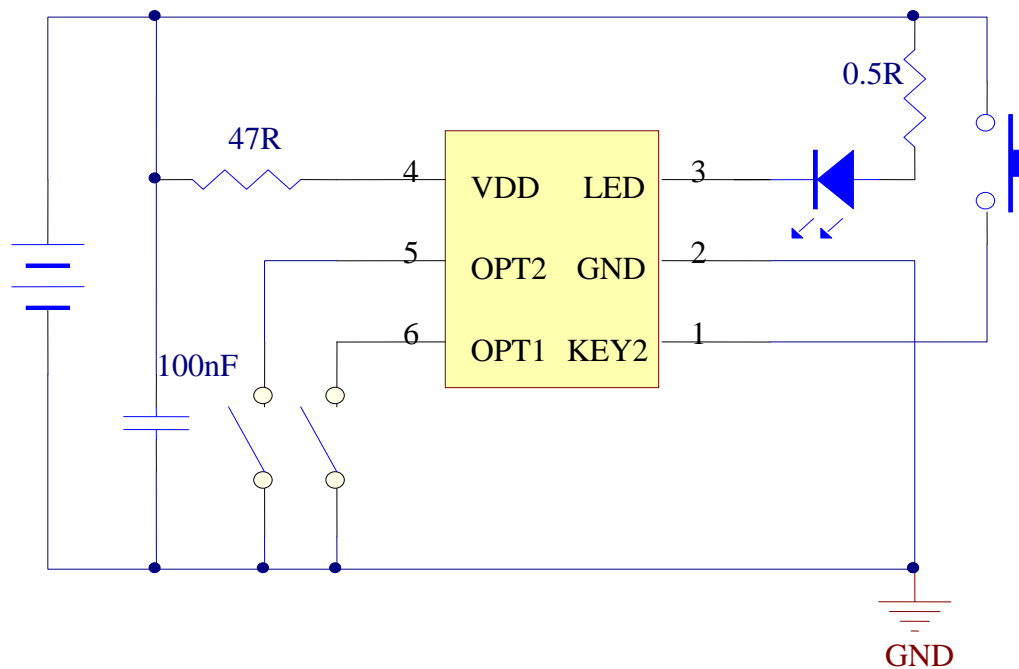 0.5R
47R
4 VDD LED 3
5 OPT2 GND 2
6 OPT1 KEY2 1
100nF
GND